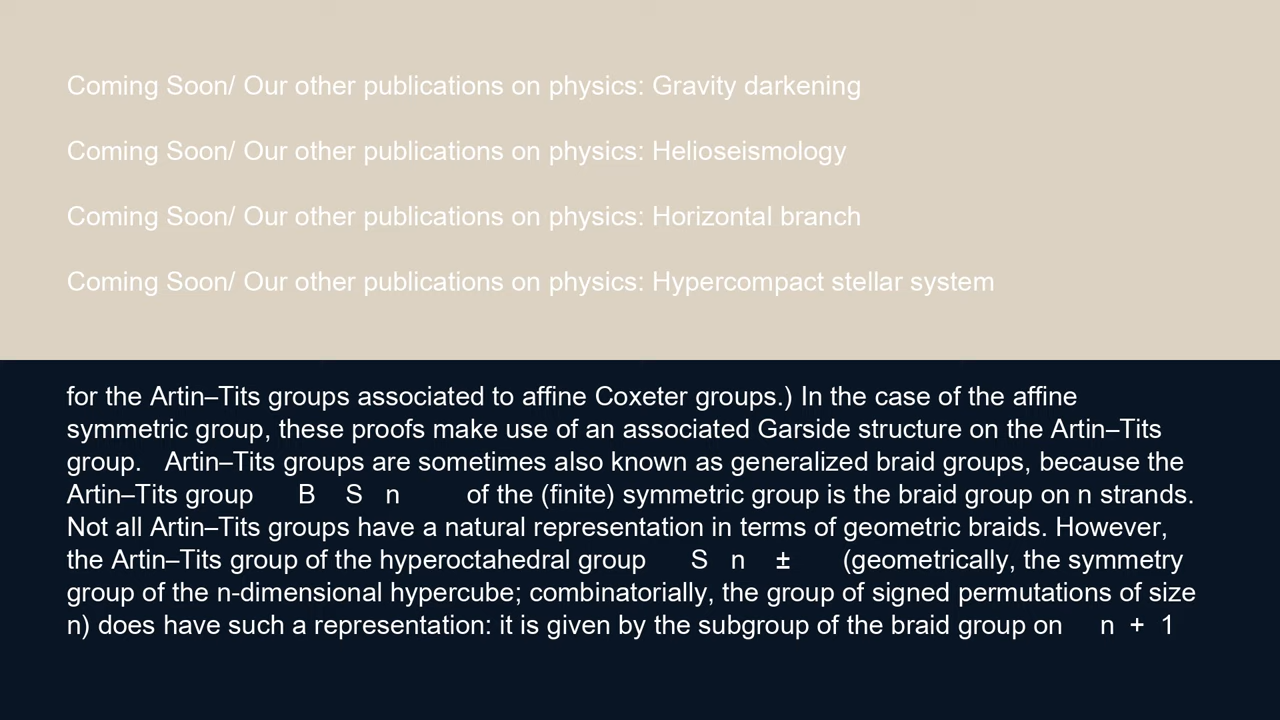 Coming Soon/ Our other publications on physics: Gravity darkening
Coming Soon/ Our other publications on physics: Helioseismology
Coming Soon/ Our other publications on physics: Horizontal branch
Coming Soon/ Our other publications on physics: Hypercompact stellar system
for the Artin–Tits groups associated to affine Coxeter groups.) In the case of the affine
symmetric group, these proofs make use of an associated Garside structure on the Artin–Tits
group. Artin–Tits groups are sometimes also known as generalized braid groups, because the
Artin–Tits group B S n of the (finite) symmetric group is the braid group on n strands.
Not all Artin–Tits groups have a natural representation in terms of geometric braids. However,
the Artin–Tits group of the hyperoctahedral group S n ± (geometrically, the symmetry
group of the n-dimensional hypercube; combinatorially, the group of signed permutations of size
n) does have such a representation: it is given by the subgroup of the braid group on n + 1